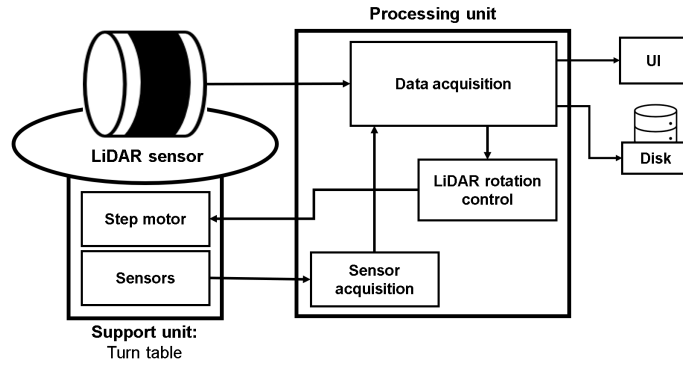 Processing unit
Data acquisition
UI
Disk
LiDAR sensor
LiDAR rotation
control
Step motor
Sensors
Sensor
acquisition
Support unit:
Turn table